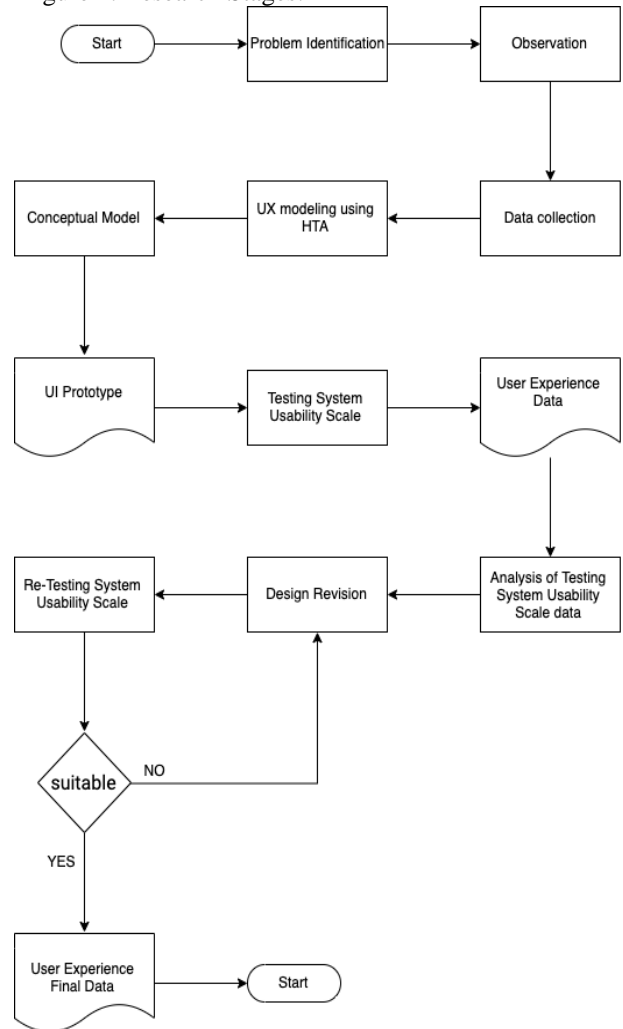 Start
Problem Identification
Observation
Conceptual Model
UX modeling using
HTA
Data collection
UI Prototype
Testing System
Usability Scale
User Experience
Data
Re-Testing System
Usability Scale
Design Revision
Analysis of Testing
System Usability
Scale data
suitable
NO
YES
User Experience
Final Data
Start